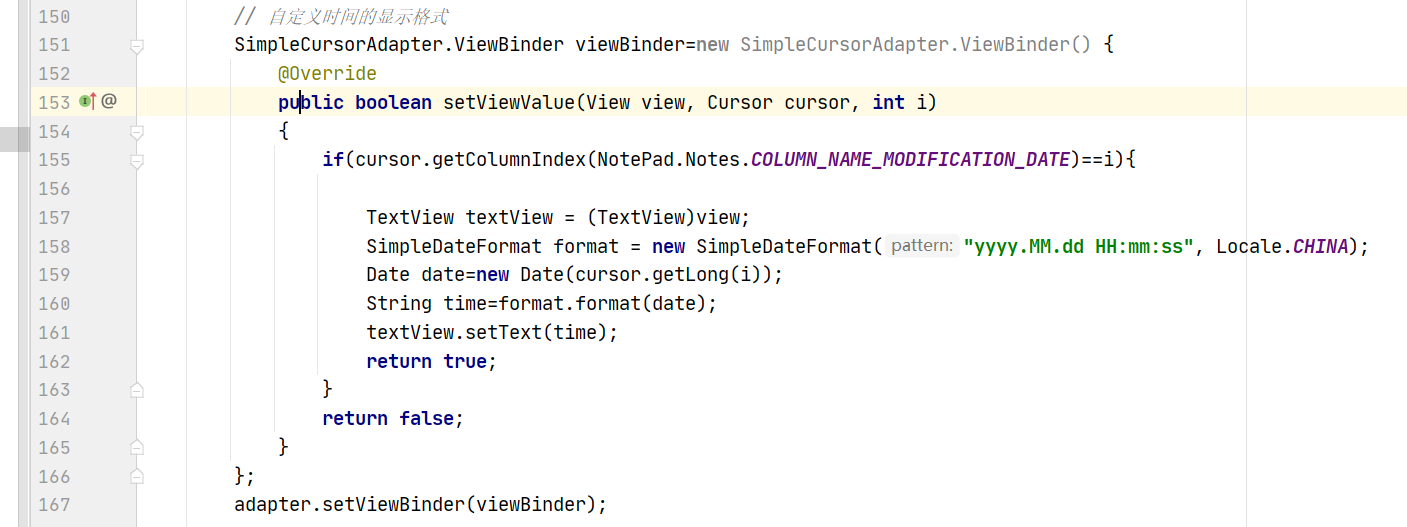 150 // 自定义时间的显示格式
151 SimpleCursorAdapter.ViewBinder viewBinder=new SimpleCursorAdapter.ViewBinder() {
152 @Override
153 @ public boolean setViewValue(View view, Cursor cursor, int i)
154 {
155 if(cursor.getColumnIndex(NotePad.Notes.COLUMN_NAME_MODIFICATION_DATE)==i){
156
157 TextView textView = (TextView)view;
158 SimpleDateFormat format = new SimpleDateFormat( pattern: "yyyy.MM.dd HH:mm:ss", Locale.CHINA);
159 Date date=new Date(cursor.getLong(i));
160 String time=format.format(date);
161 textView.setText(time);
162 return true;
163 }
164 return false;
165 }
166 };
167 adapter.setViewBinder(viewBinder);